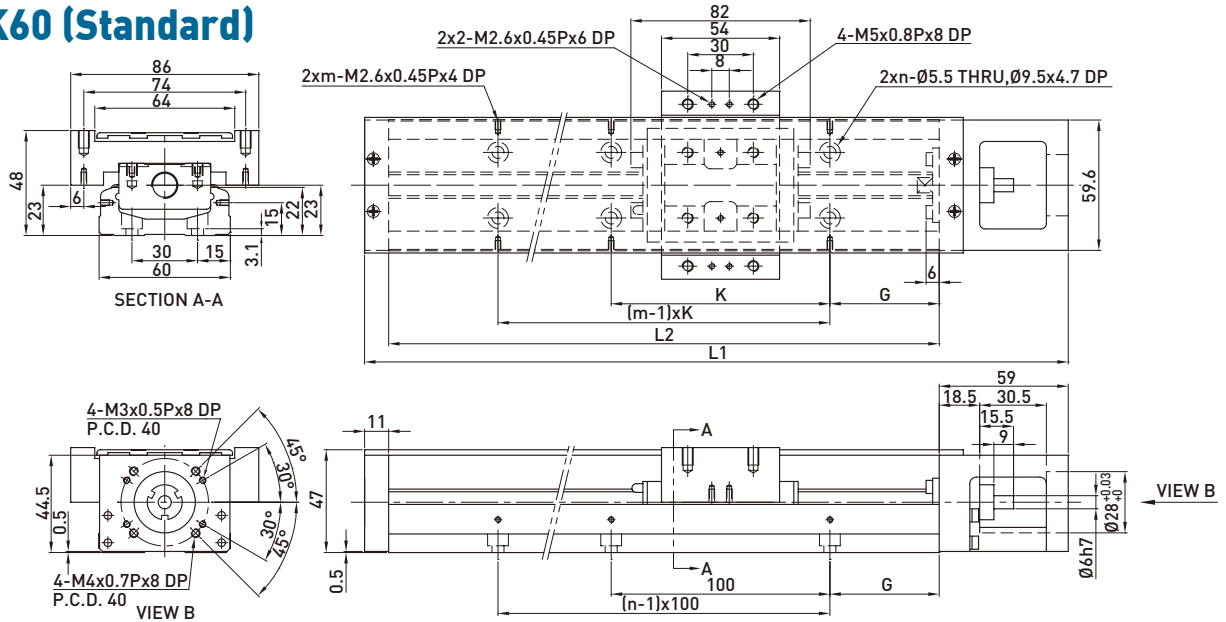 K60 (Standard)
86
74
64
48
23
6
15
22
23
30
15
3.1
60
SECTION A-A
82
54
30
8
2x2-M2.6x0.45Px6 DP
4-M5x0.8Px8 DP
2xm-M2.6x0.45Px4 DP
2xn-Ø5.5 THRU,Ø9.5x4.7 DP
59.6
6
K
G
(m-1)xK
L2
L1
4-M3x0.5Px8 DP
P.C.D. 40
45°
30°
30°
45°
44.5
0.5
4-M4x0.7Px8 DP
P.C.D. 40
VIEW B
11
47
0.5
A
A
59
18.5
30.5
15.5
9
Ø28+0.03
+0
Ø6h7
VIEW B
100
G
(n-1)x100